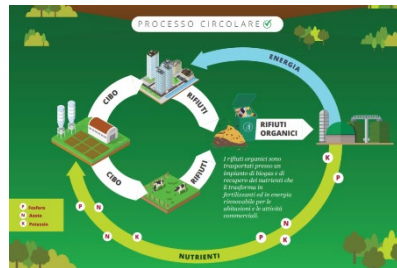 PROCESSO CIRCOLARE
ENERGIA
CIBO
RIFIUTI
RIFIUTI
ORGANICI
I rifiuti organici sono
trasportati presso un
impianto di biogas e di
recupero dei nutrienti che
li trasforma in
fertilizzanti ed in energia
rinnovabile per le
abitazioni e le attività
commerciali.
CIBO
RIFIUTI
K
P
P Fosforo
N Azoto
K Potassio
P
N
N
K
P
N
K
NUTRIENTI